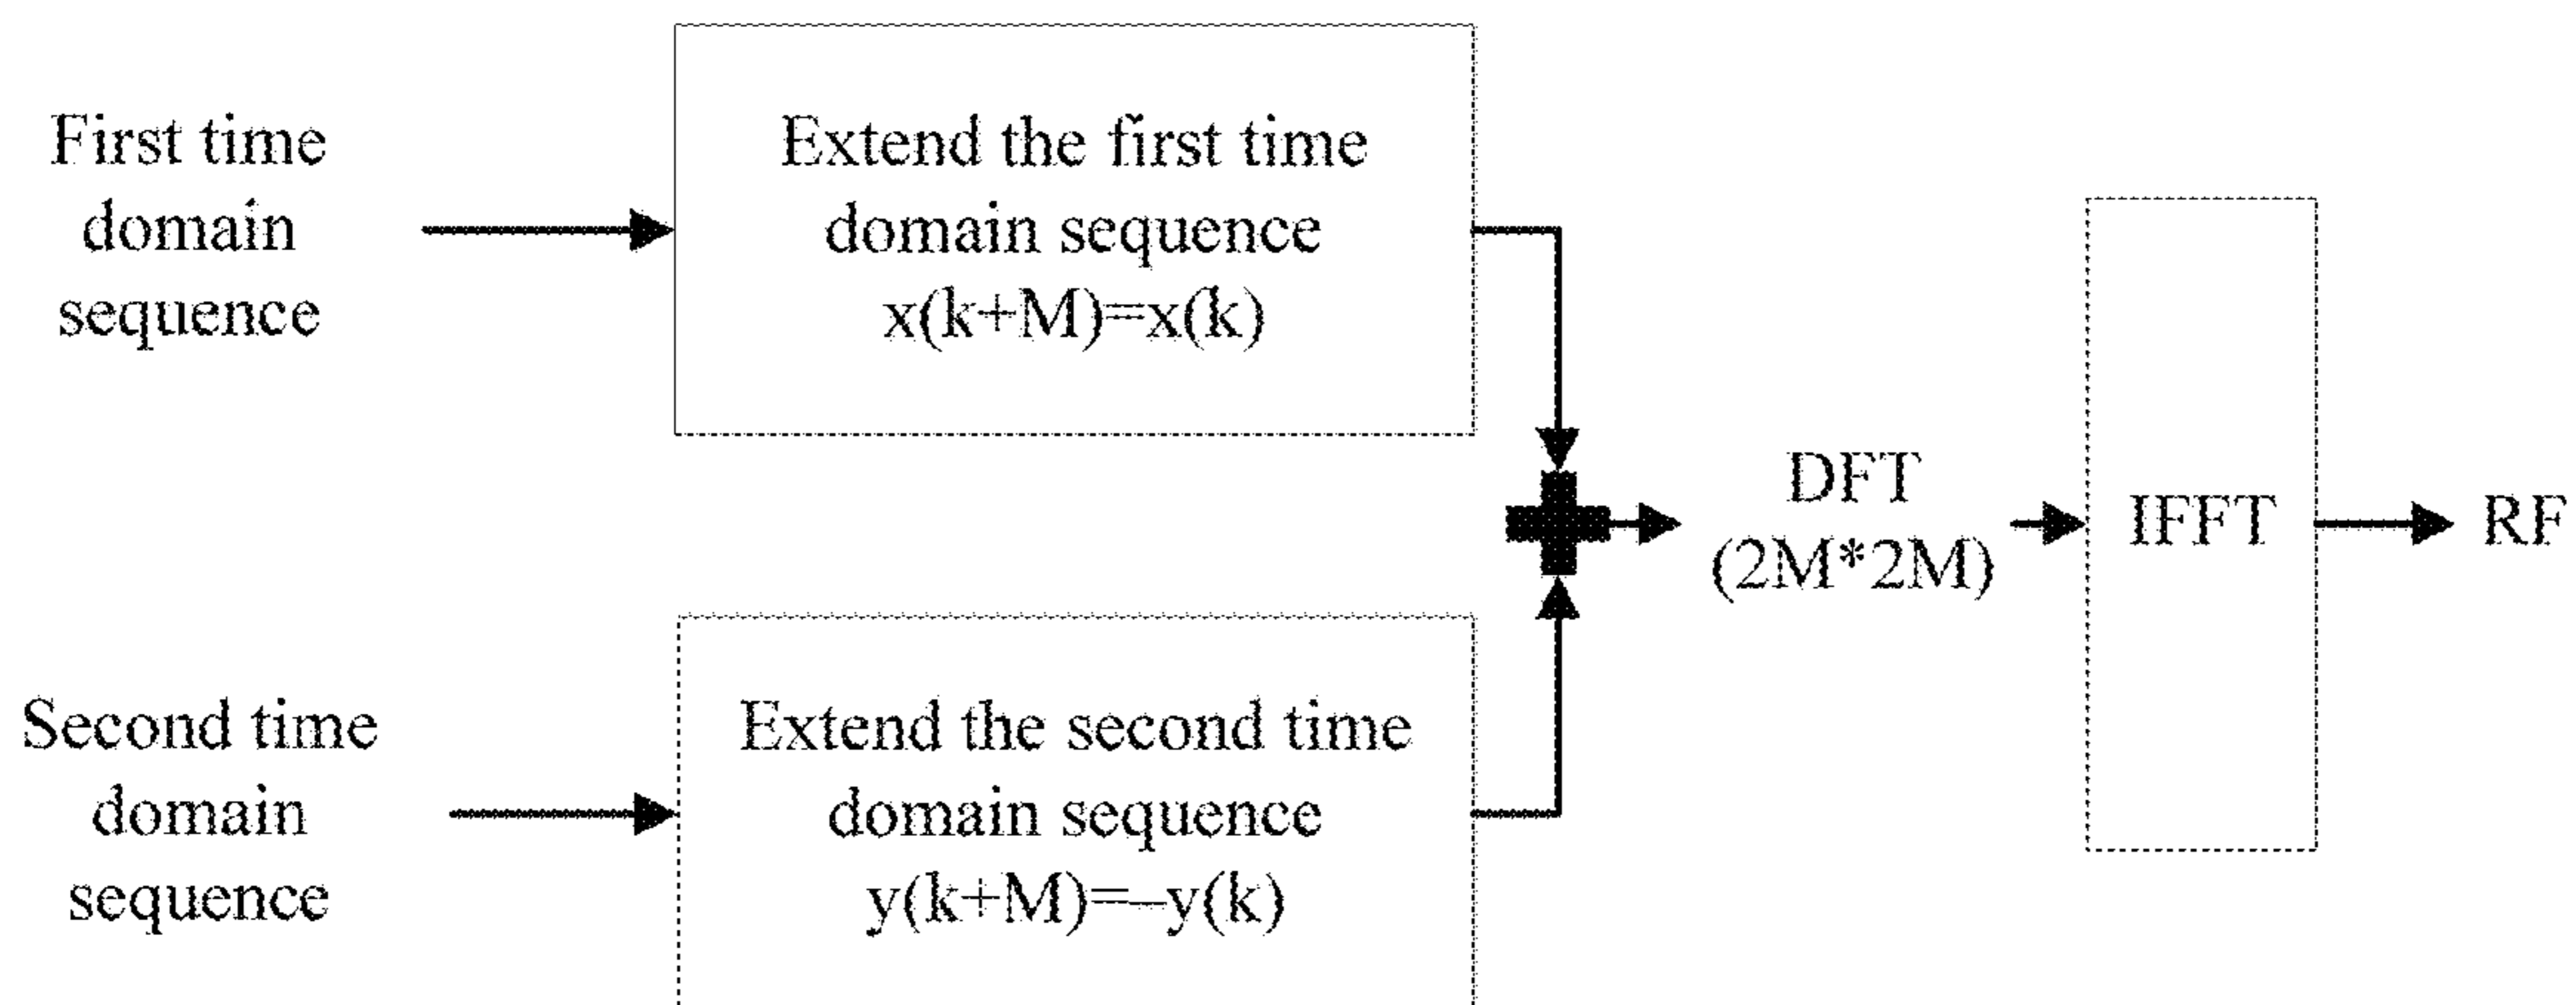 First time
domain
sequence
Extend the first time
domain sequence
x(k+M)=x(k)
Second time
domain
sequence
Extend the second time
domain sequence
y(k+M)=–y(k)
DFT
(2M*2M)
IFFT
RF